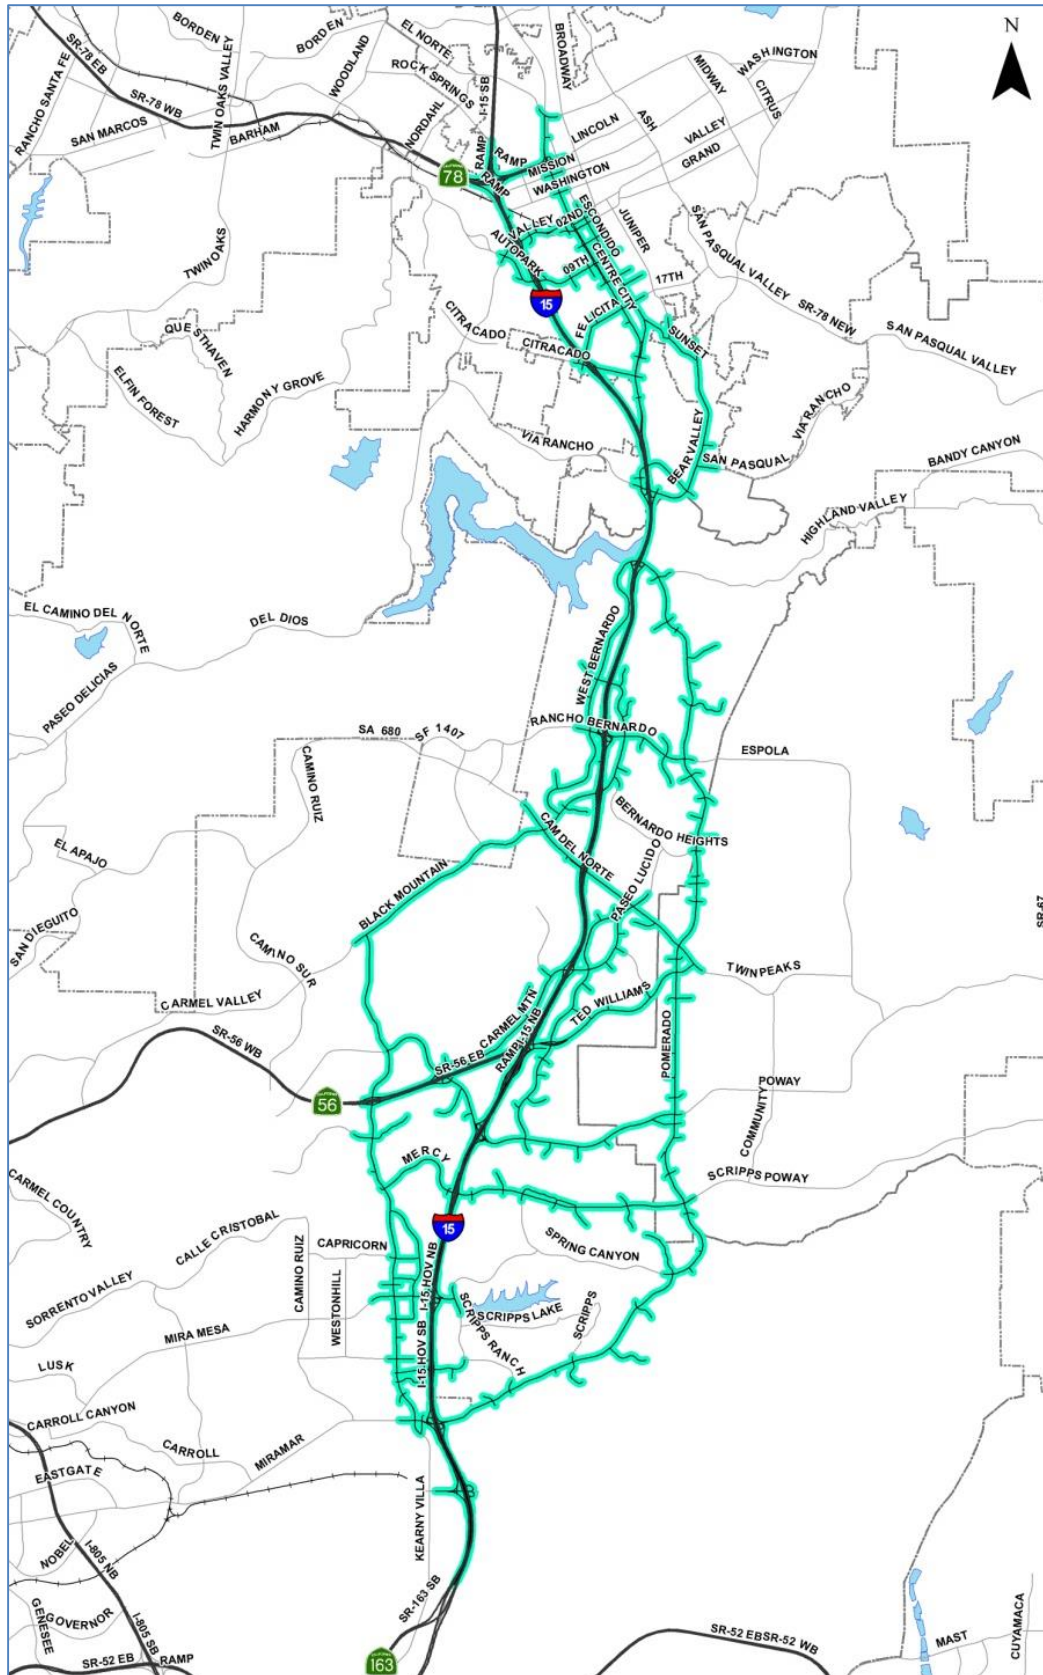 BORDEN
BORDEN
EL NORTE
BROADWAY
N
SR-78 EB
RANCHO SANTA FE
TWIN OAKS VALLEY
WOODLAND
ROCK SPRINGS
I-15 SB
MIDWAY
WASHINGTON
CITRUS
SR-78 WB
SAN MARCOS
BARHAM
NORDAHL
LINCOLN
ASH
VALLEY
GRAND
RAMP
RAMP
MISSION
WASHINGTON
78
RAMP
VALLEY
02ND
ESCONDIDO
JUNIPER
SAN PASQUAL VALLEY
AUTOPARK
CENTRE CITY
TWIN OAKS
09TH
17TH
15
SR-78 NEW
SAN PASQUAL VALLEY
CITRACADO
FELICITA
CITRACADO
SUNSET
QUESTHAVEN
ELFIN FOREST
HARMONY GROVE
VIA RANCHO
VIA RANCHO
BEAR VALLEY
SAN PASQUAL
BANDY CANYON
HIGHLAND VALLEY
EL CAMINO DEL NORTE
DEL DIOS
PASEO DELICIAS
WEST BERNARDO
RANCHO BERNARDO
SA 680
SF 1407
ESPOLA
CAMINO RUIZ
BERNARDO HEIGHTS
CAM DEL NORTE
EL APAJO
PASEO LUCIDO
BLACK MOUNTAIN
SR-67
SAN DIEGUITO
CAMINO SUR
TWIN PEAKS
CARMEL VALLEY
CARMEL MTN
TED WILLIAMS
SR-56 WB
RAMP
I-15 NB
SR-56 EB
POMERADO
56
POWAY
COMMUNITY
MERCY
SCRIPPS POWAY
CARMEL COUNTRY
CALLE CRISTOBAL
15
CAPRICORN
SPRING CANYON
CAMINO RUIZ
I-15 HOV NB
SORRENTO VALLEY
WESTONHILL
SCRIPPS LAKE
SCRIPPS
MIRA MESA
SCRIPPS RANCH
I-15 HOV SB
LUSK
CARROLL CANYON
CARROLL
MIRAMAR
EASTGATE
KEARNY VILLA
NOBEL
I-805 NB
SR-163 SB
GENESEE
GOVERNOR
I-805 SB
SR-52 EB
RAMP
163
SR-52 EB
SR-52 WB
MAST
CUYAMACA